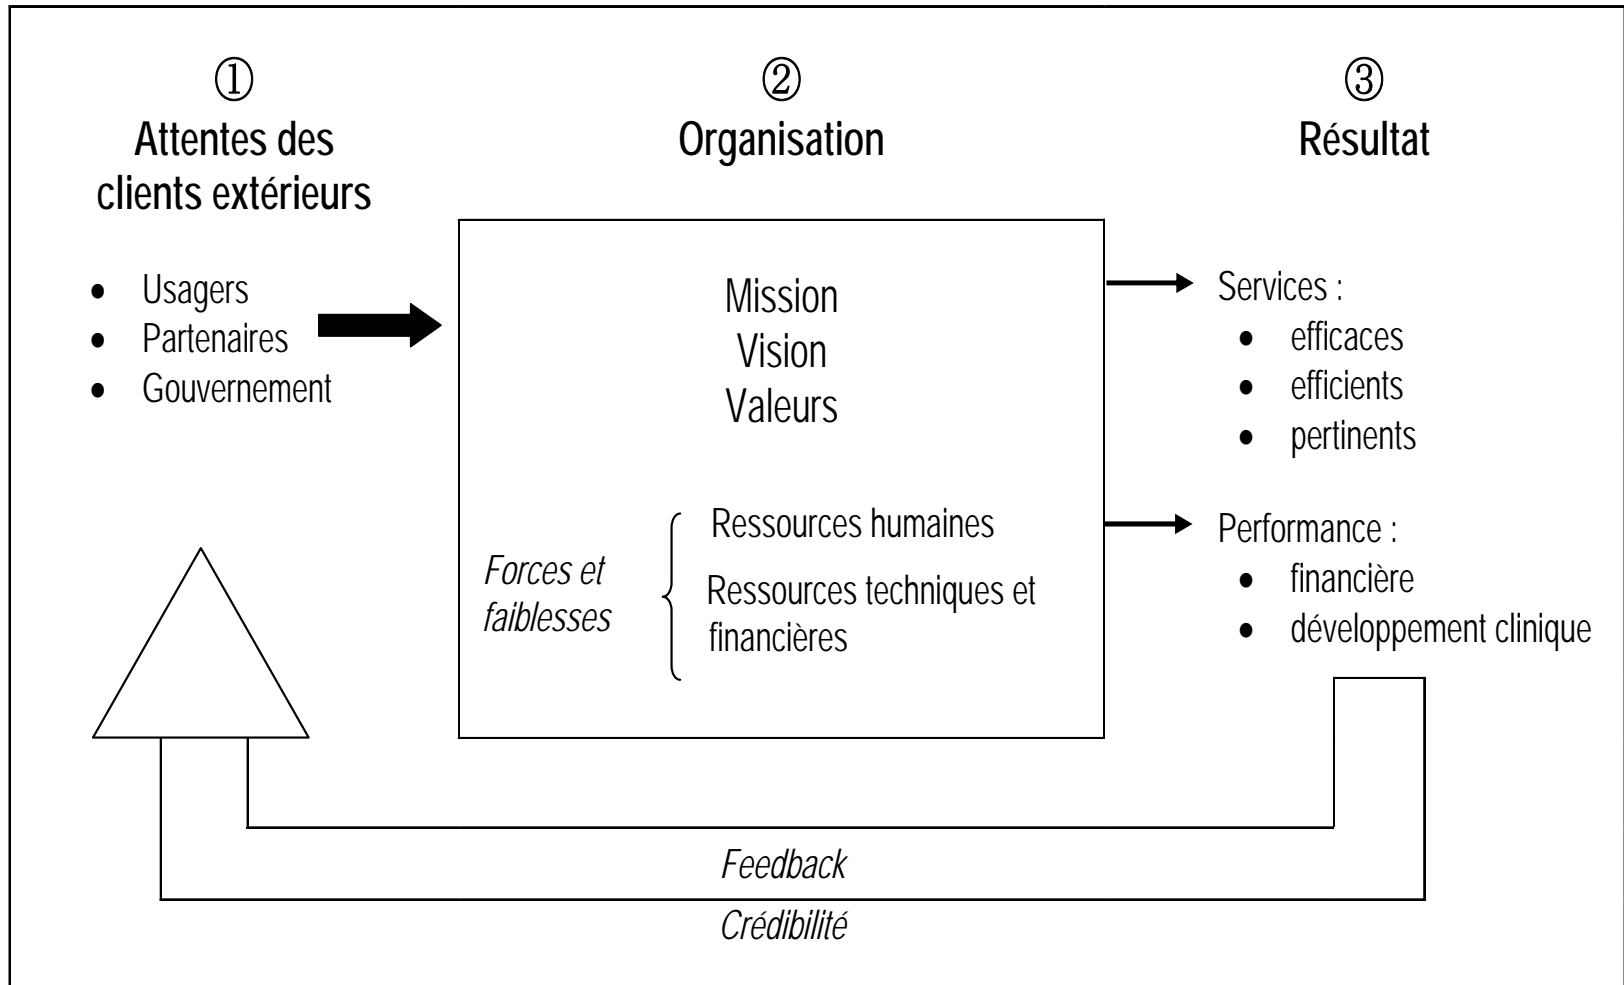 ①
Attentes des
clients extérieurs
• Usagers
• Partenaires
• Gouvernement
②
Organisation
Mission
Vision
Valeurs
Forces et
faiblesses
Ressources humaines
Ressources techniques et
financières
③
Résultat
Services :
• efficaces
• efficients
• pertinents
Performance :
• financière
• développement clinique
Feedback
Crédibilité